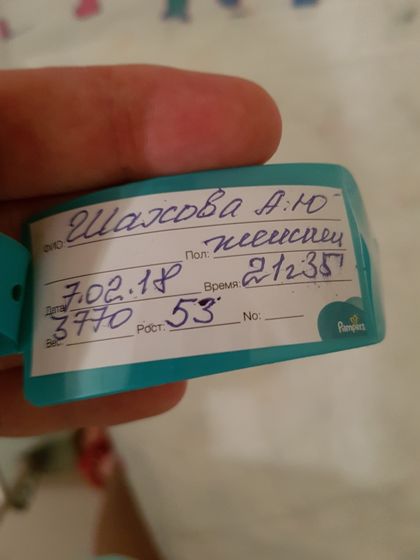 ФИО: Шахова А.Ю
Пол: женский
Дата: 7.02.18 Время: 21:35
Вес: 3770 Рост: 53 No:
Pampers